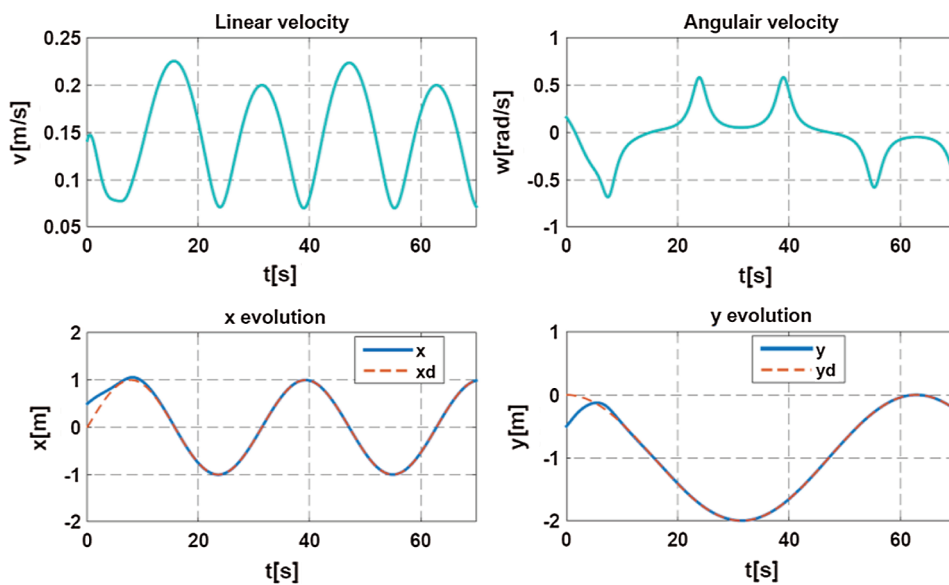 Linear velocity
0.25
0.2
0.15
0.1
0.05
v[m/s]
0 20 40 60
t[s]
Angulair velocity
1
0.5
0
-0.5
-1
w[rad/s]
0 20 40 60
t[s]
x evolution
2
1
0
-1
-2
x[m]
x
xd
0 20 40 60
t[s]
y evolution
1
0
-1
-2
y[m]
y
yd
0 20 40 60
t[s]